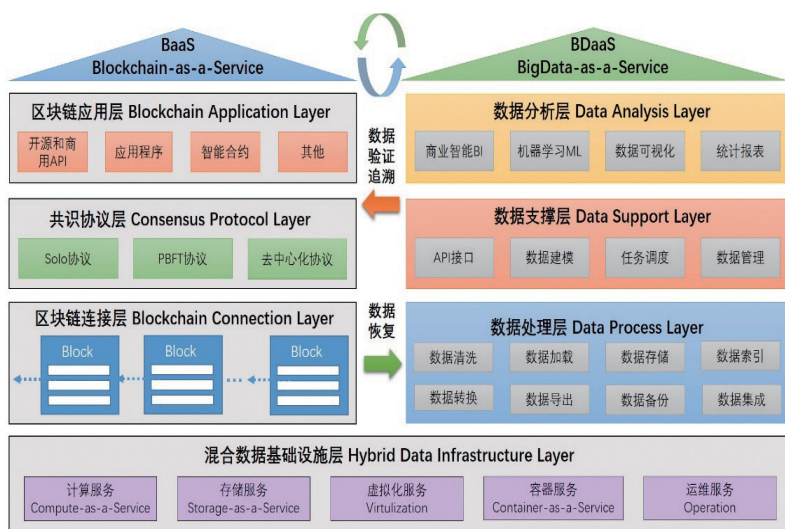 BaaS
Blockchain-as-a-Service
BDaaS
BigData-as-a-Service
区块链应用层 Blockchain Application Layer
开源和商
用API
应用程序
智能合约
其他
数据
验证
追溯
数据分析层 Data Analysis Layer
商业智能BI
机器学习ML
数据可视化
统计报表
共识协议层 Consensus Protocol Layer
Solo协议
PBFT协议
去中心化协议
数据支撑层 Data Support Layer
API接口
数据建模
任务调度
数据管理
区块链连接层 Blockchain Connection Layer
Block
Block
Block
...
数据
恢复
数据处理层 Data Process Layer
数据清洗
数据加载
数据存储
数据索引
数据转换
数据导出
数据备份
数据集成
混合数据基础设施层 Hybrid Data Infrastructure Layer
计算服务
Compute-as-a-Service
存储服务
Storage-as-a-Service
虚拟化服务
Virtulization
容器服务
Container-as-a-Service
运维服务
Operation